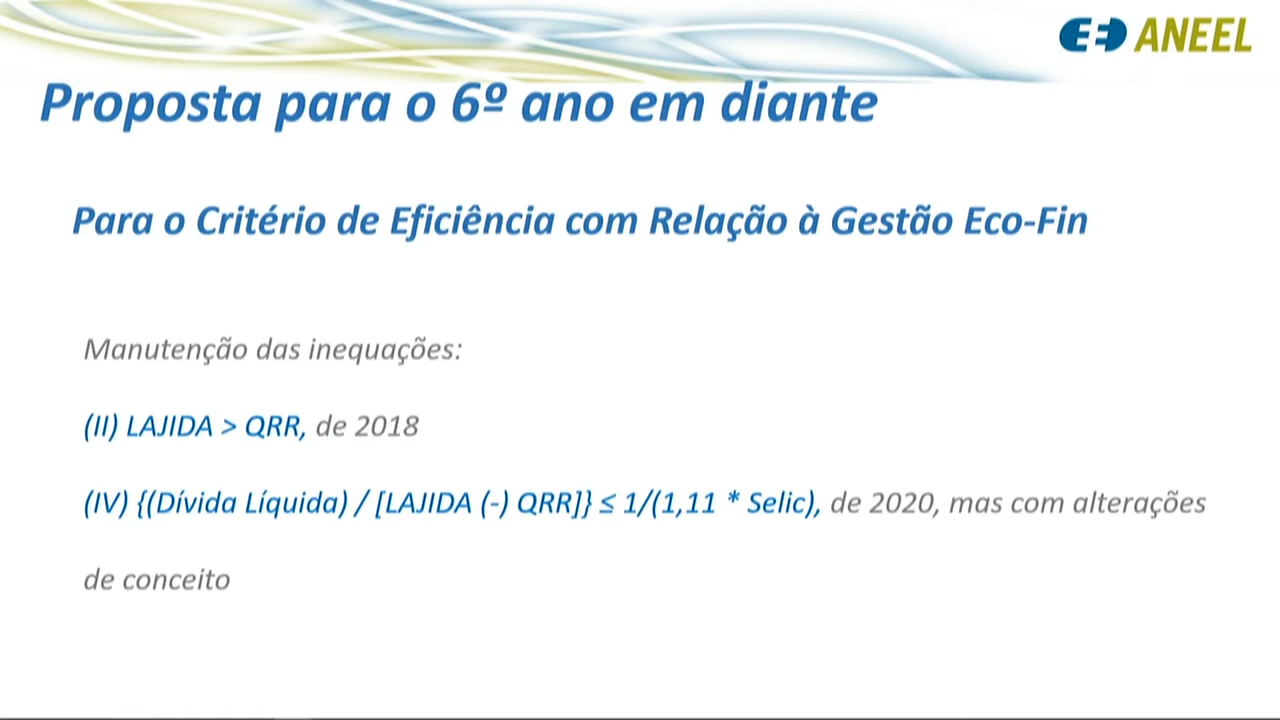 ANEEL
Proposta para o 6º ano em diante
Para o Critério de Eficiência com Relação à Gestão Eco-Fin
Manutenção das inequações:
(II) LAJIDA > QRR, de 2018
(IV) {(Dívida Líquida) / [LAJIDA (-) QRR]} ≤ 1/(1,11 * Selic), de 2020, mas com alterações
de conceito